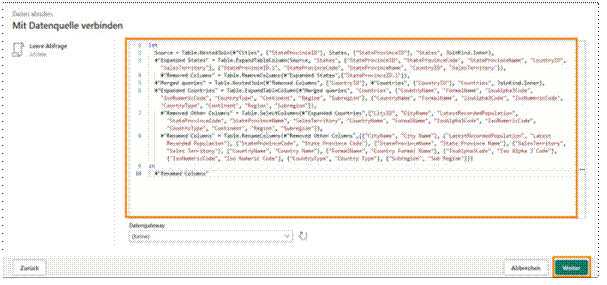 Daten abrufen
Mit Datenquelle verbinden
Leere Abfrage
Andere
1 let
2 Source = Table.NestedJoin(#"Cities", {"StateProvinceID"}, States, {"StateProvinceID"}, "States", JoinKind.Inner),
3 #"Expanded States" = Table.ExpandTableColumn(Source, "States", {"StateProvinceID", "StateProvinceCode", "StateProvinceName", "CountryID",
"SalesTerritory"}, {"StateProvinceID.1", "StateProvinceCode", "StateProvinceName", "CountryID", "SalesTerritory"}),
4 #"Removed Columns" = Table.RemoveColumns(#"Expanded States",{"StateProvinceID.1"}),
5 #"Merged queries" = Table.NestedJoin(#"Removed Columns", {"CountryID"}, #"Countries", {"CountryID"}, "Countries", JoinKind.Inner),
6 #"Expanded Countries" = Table.ExpandTableColumn(#"Merged queries", "Countries", {"CountryName", "FormalName", "IsoAlpha3Code",
"IsoNumericCode", "CountryType", "Continent", "Region", "Subregion"}, {"CountryName", "FormalName", "IsoAlpha3Code", "IsoNumericCode",
"CountryType", "Continent", "Region", "Subregion"}),
7 #"Removed Other Columns" = Table.SelectColumns(#"Expanded Countries",{"CityID", "CityName", "LatestRecordedPopulation",
"StateProvinceCode", "StateProvinceName", "SalesTerritory", "CountryName", "FormalName", "IsoAlpha3Code", "IsoNumericCode",
"CountryType", "Continent", "Region", "Subregion"}),
8 #"Renamed Columns" = Table.RenameColumns(#"Removed Other Columns",{{"CityName", "City Name"}, {"LatestRecordedPopulation", "Latest
Recorded Population"}, {"StateProvinceCode", "State Province Code"}, {"StateProvinceName", "State Province Name"}, {"SalesTerritory",
"Sales Territory"}, {"CountryName", "Country Name"}, {"FormalName", "Country Formal Name"}, {"IsoAlpha3Code", "Iso Alpha 3 Code"},
{"IsoNumericCode", "Iso Numeric Code"}, {"CountryType", "Country Type"}, {"Subregion", "Sub Region"}})
9 in
10 #"Renamed Columns"
Datengateway
(Keine)
Zurück
Abbrechen
Weiter